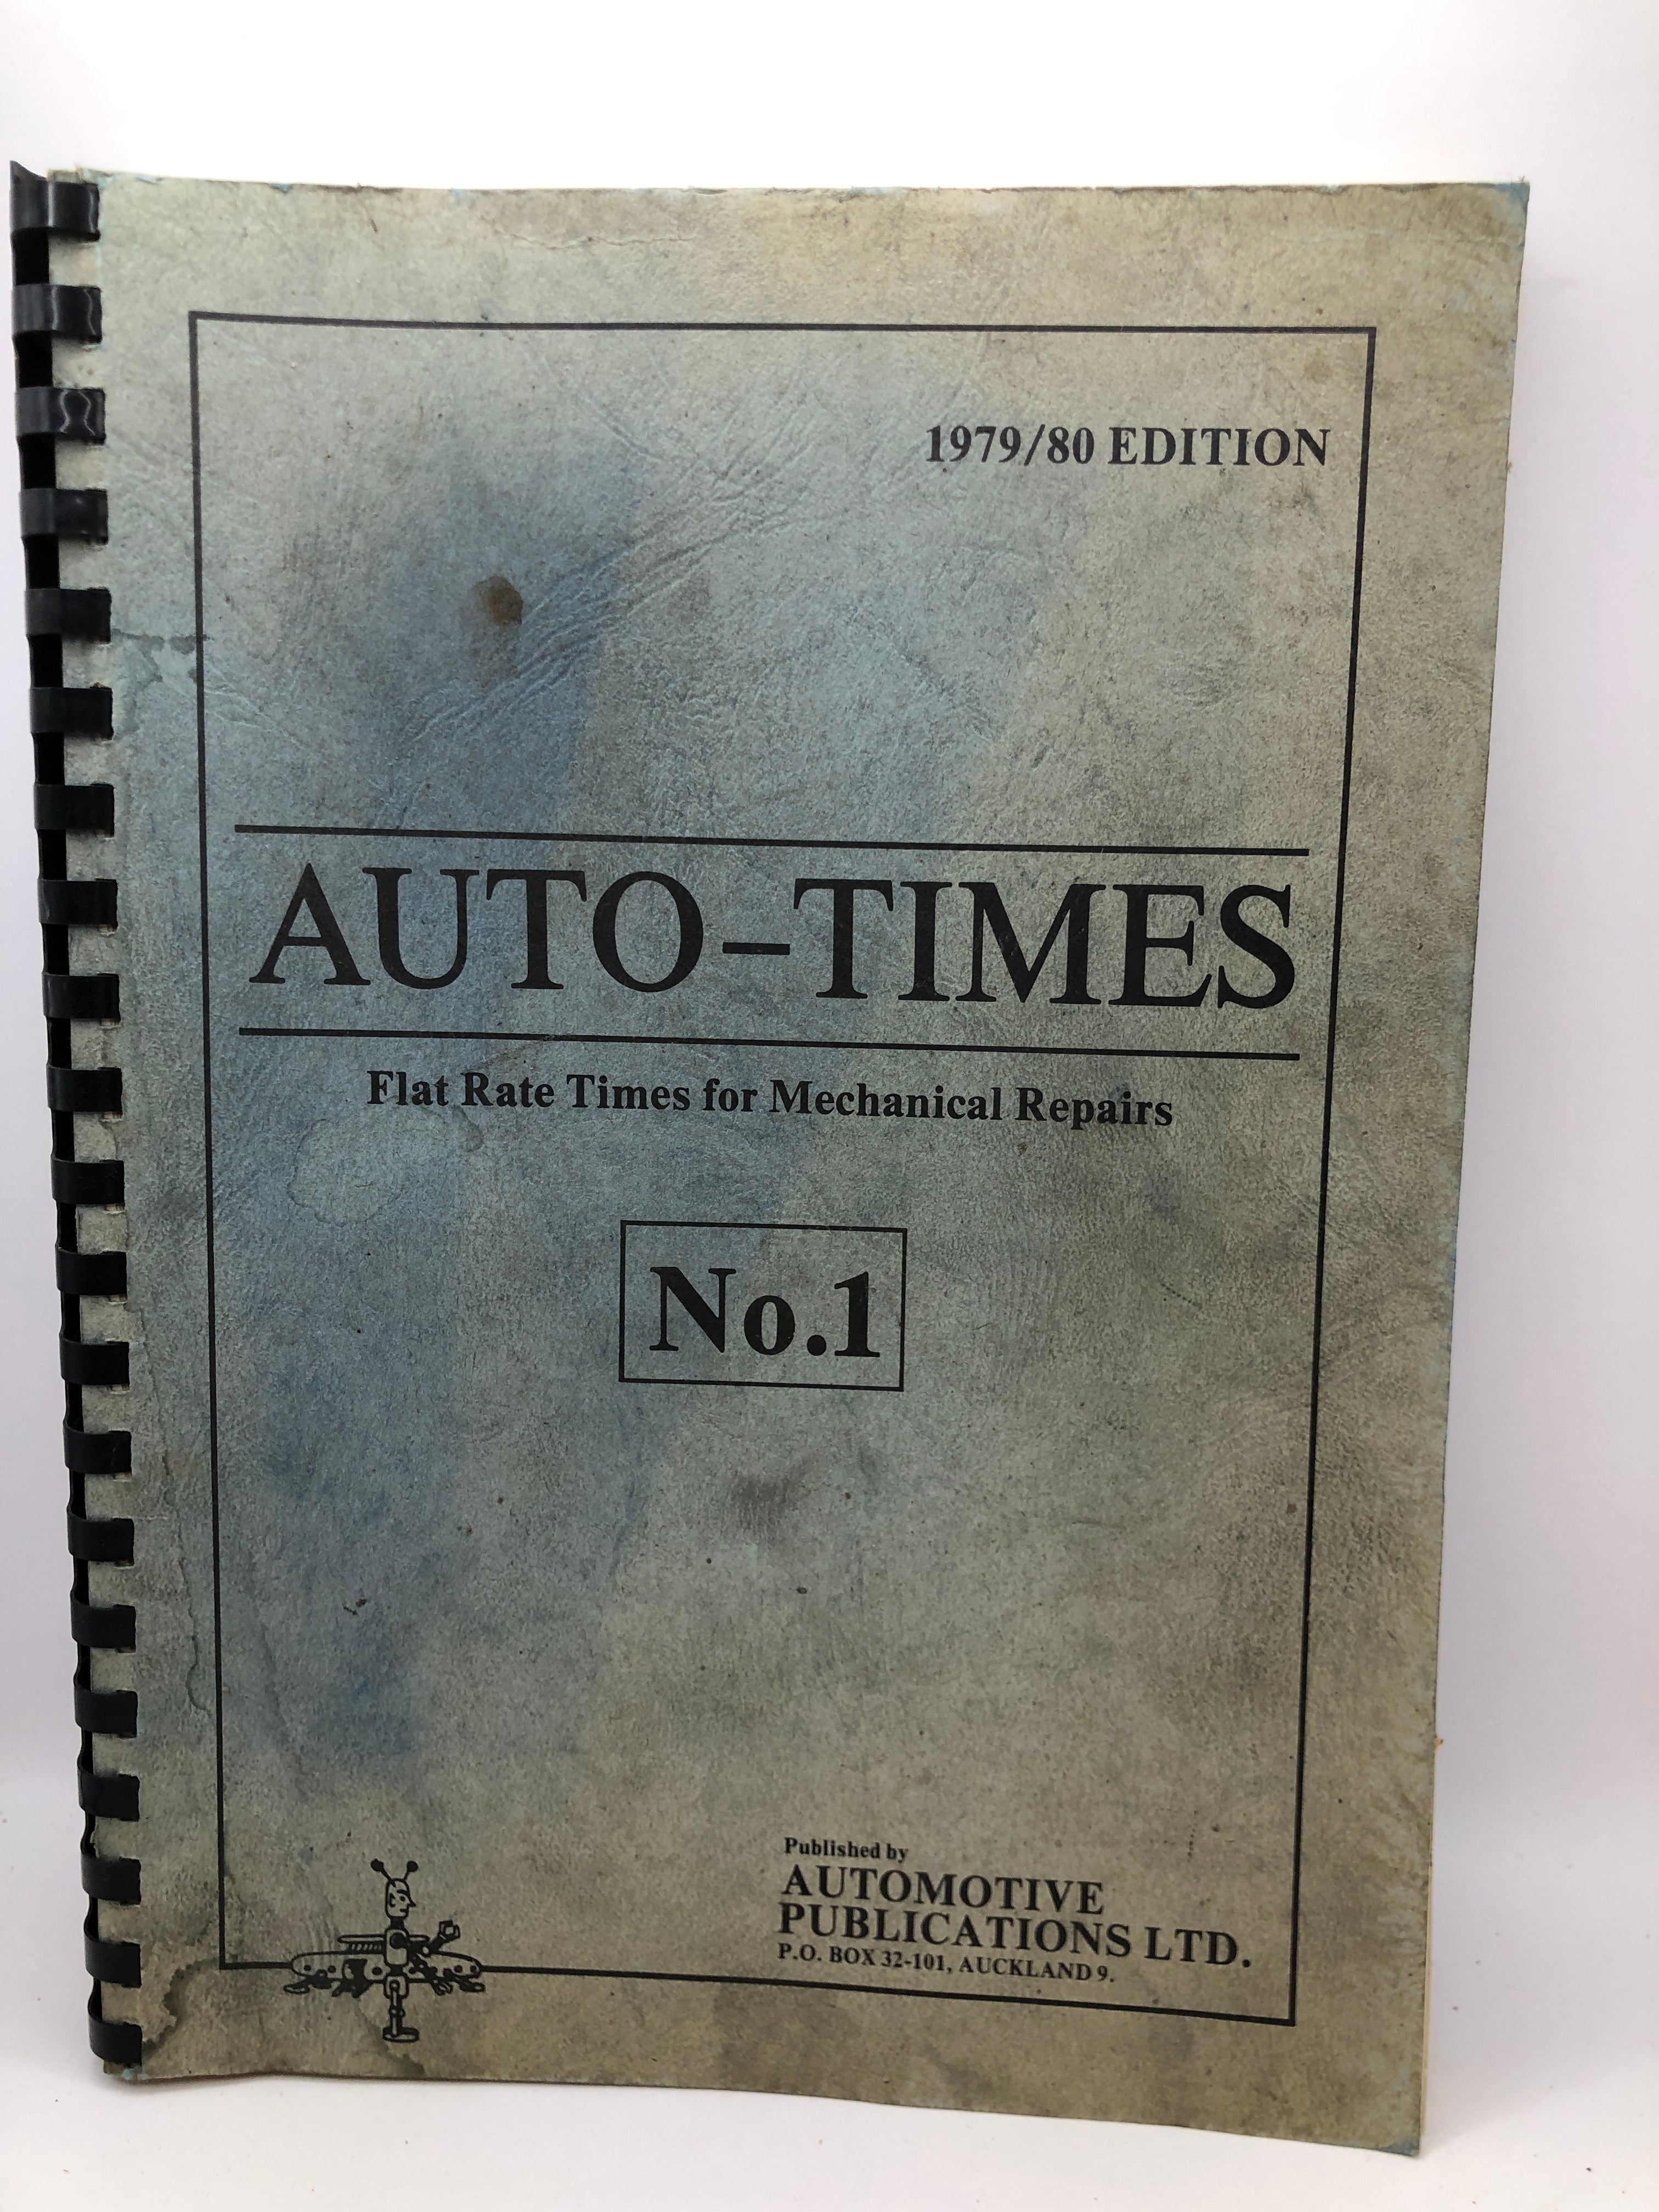 1979/80 EDITION
AUTO-TIMES
Flat Rate Times for Mechanical Repairs
No.1
Published by
AUTOMOTIVE
PUBLICATIONS LTD.
P.O. BOX 32-101, AUCKLAND 9.